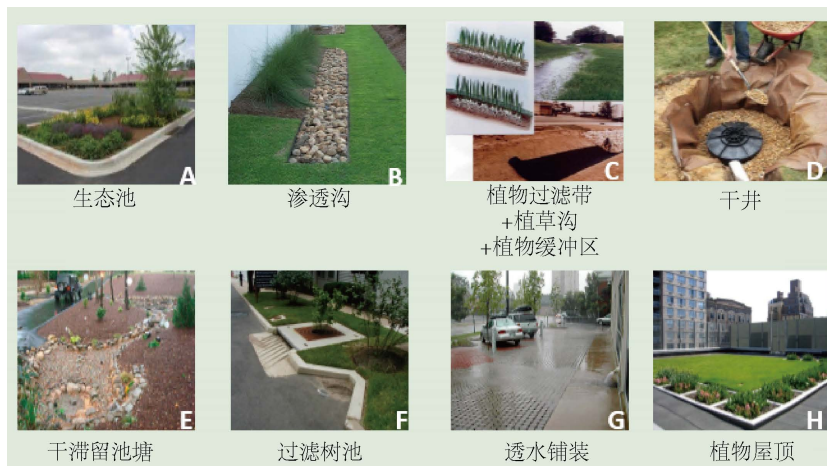 A
生态池
B
渗透沟
C
植物过滤带
+植草沟
+植物缓冲区
D
干井
E
干滞留池塘
F
过滤树池
G
透水铺装
H
植物屋顶